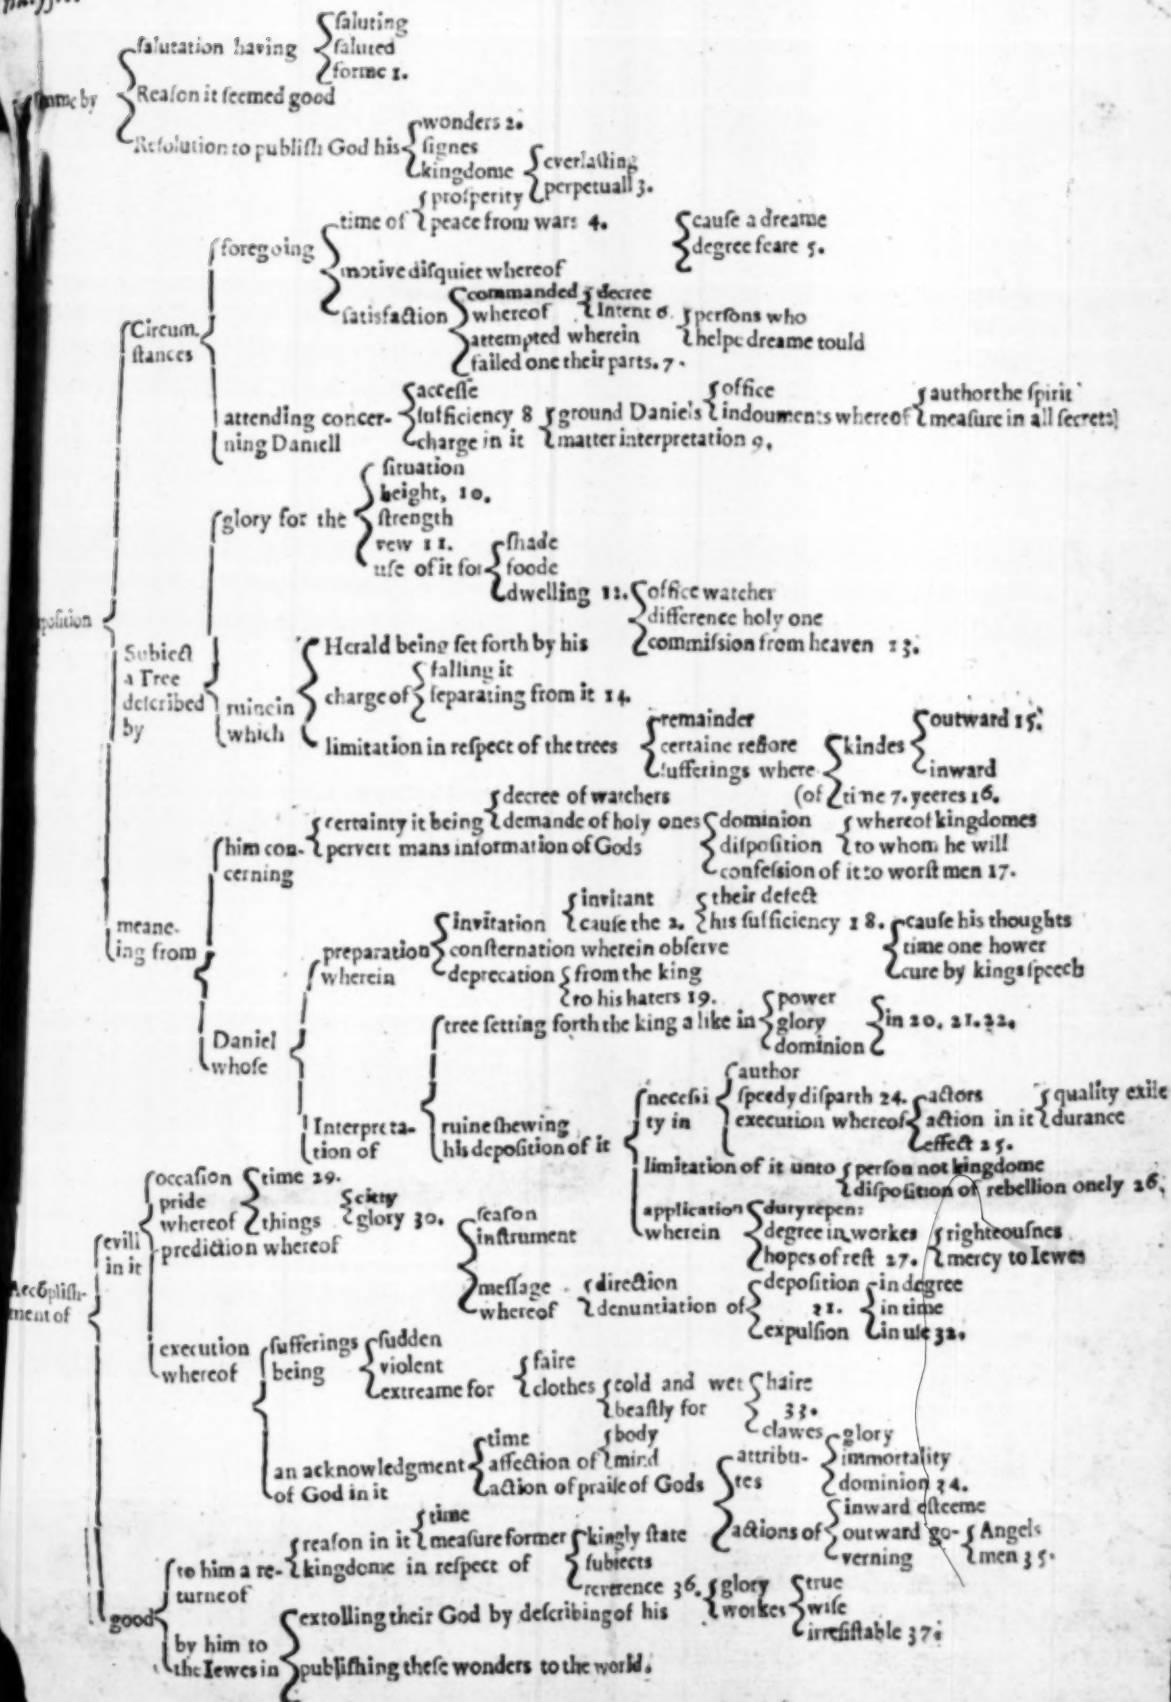 ſaluting
ſalutation having ſaluted
forme 1.
mme by Reaſon it ſeemed good
wonders 2.
Reſolution to publiſh God his ſignes
kingdome everlaſting
perpetuall 3.
proſperity
time of peace from wars 4.
foregoing
cauſe a dreame
degree feare 5.
motive diſquiet whereof
commanded decree
ſatisfaction whereof Intent 6. perſons who
attempted wherein helpe dreame tould
failed one their parts. 7.
Circum-
ſtances
acceſſe office author the ſpirit
attending concer- ſufficiency 8 ground Daniels indouments whereof meaſure in all ſecrets
ning Daniell charge in it matter interpretation 9.
ſituation
height, 10.
glory for the ſtrength
vew 11. ſhade
uſe of it for foode
dwelling 12. office watcher
poſition difference holy one
Subiect Herald being ſet forth by his commiſsion from heaven 13.
a Tree falling it
deſcribed charge of ſeparating from it 14.
by ruine in
which
remainder outward 15.
limitation in reſpect of the trees certaine reſtore kindes
ſufferings where inward
(of time 7. yeeres 16.
decree of watchers
certainty it being demande of holy ones dominion whereof kingdomes
him con- pervert mans information of Gods diſpoſition to whom he will
cerning confeſsion of it to worſt men 17.
meane-
ing from
invitant their defect
invitation cauſe the 2. his ſufficiency 18. cauſe his thoughts
preparation conſternation wherein obſerve time one hower
wherein deprecation from the king cure by kings ſpeech
to his haters 19. power
tree ſetting forth the king a like in glory in 20. 21. 22.
Daniel dominion
whoſe
author
neceſsi ſpeedy diſparth 24. actors quality exile
Interpreta- ruine ſhewing ty in execution whereof action in it durance
tion of his depoſition of it effect 25.
limitation of it unto perſon not kingdome
occaſion time 29. diſpoſition of rebellion onely 26.
pride citty application duty repen:
whereof things glory 30. ſeaſon wherein degree in workes righteouſnes
evill prediction whereof inſtrument hopes of reſt 27. mercy to Iewes
in it
Accōpliſh- meſſage direction depoſition in degree
ment of whereof denuntiation of 21. in time
expulſion in uſe 32.
execution ſufferings ſudden
whereof being violent faire
extreame for clothes cold and wet haire
beaſtly for 33.
time body clawes glory
an acknowledgment affection of mind attribu- immortality
of God in it action of praiſe of Gods tes dominion 34.
time inward eſteeme
reaſon in it meaſure former kingly ſtate actions of outward go- Angels
to him a re- kingdome in reſpect of ſubiects verning men 35.
turne of reverence 36. glory true
good extolling their God by deſcribing of his workes wiſe
by him to irreſiſtable 37.
the Iewes in publiſhing theſe wonders to the world.